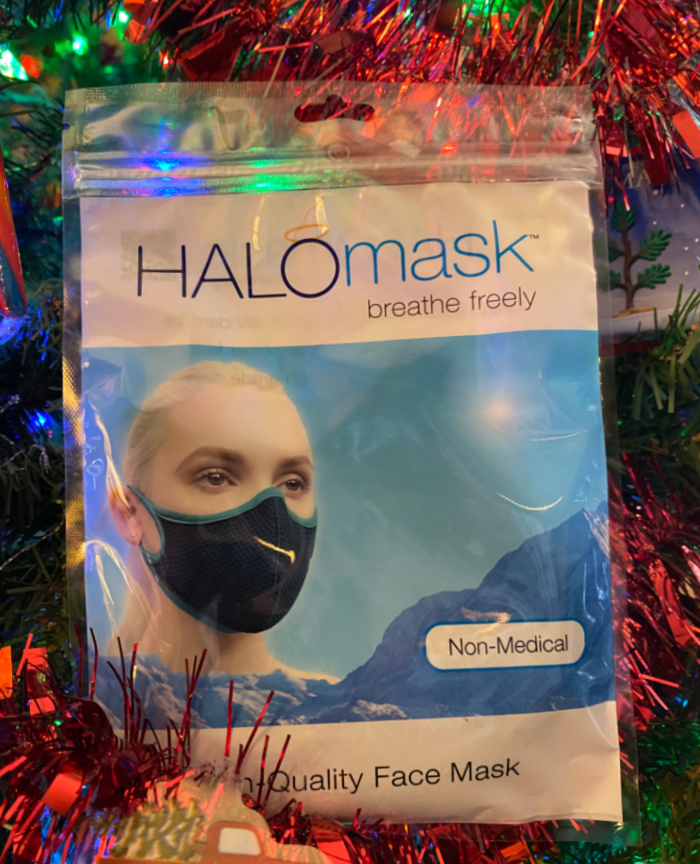 HALOmask™
breathe freely
Non-Medical
Quality Face Mask